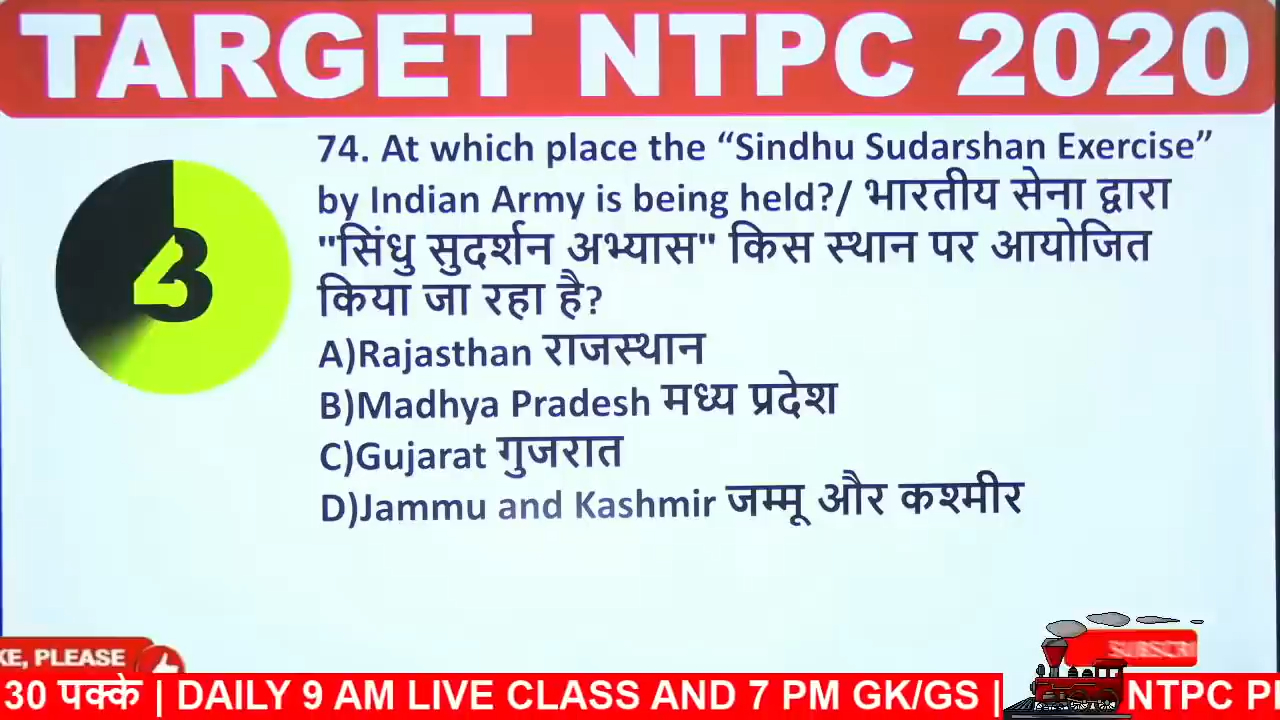 TARGET NTPC 2020
74. At which place the “Sindhu Sudarshan Exercise”
by Indian Army is being held?/ भारतीय सेना द्वारा
"सिंधु सुदर्शन अभ्यास" किस स्थान पर आयोजित
किया जा रहा है?
A)Rajasthan राजस्थान
B)Madhya Pradesh मध्य प्रदेश
C)Gujarat गुजरात
D)Jammu and Kashmir जम्मू और कश्मीर
PLEASE
30 पक्के | DAILY 9 AM LIVE CLASS AND 7 PM GK/GS | NTPC